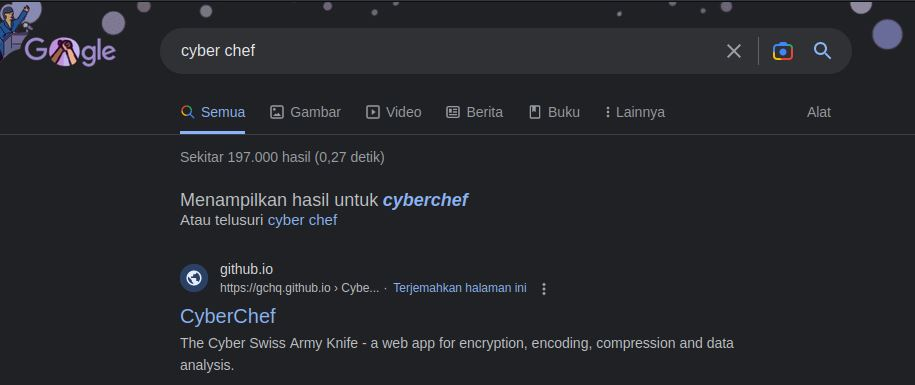 Google
cyber chef
Semua Gambar Video Berita Buku Lainnya Alat
Sekitar 197.000 hasil (0,27 detik)
Menampilkan hasil untuk cyberchef
Atau telusuri cyber chef
github.io
https://gchq.github.io › Cybe... · Terjemahkan halaman ini
CyberChef
The Cyber Swiss Army Knife - a web app for encryption, encoding, compression and data
analysis.